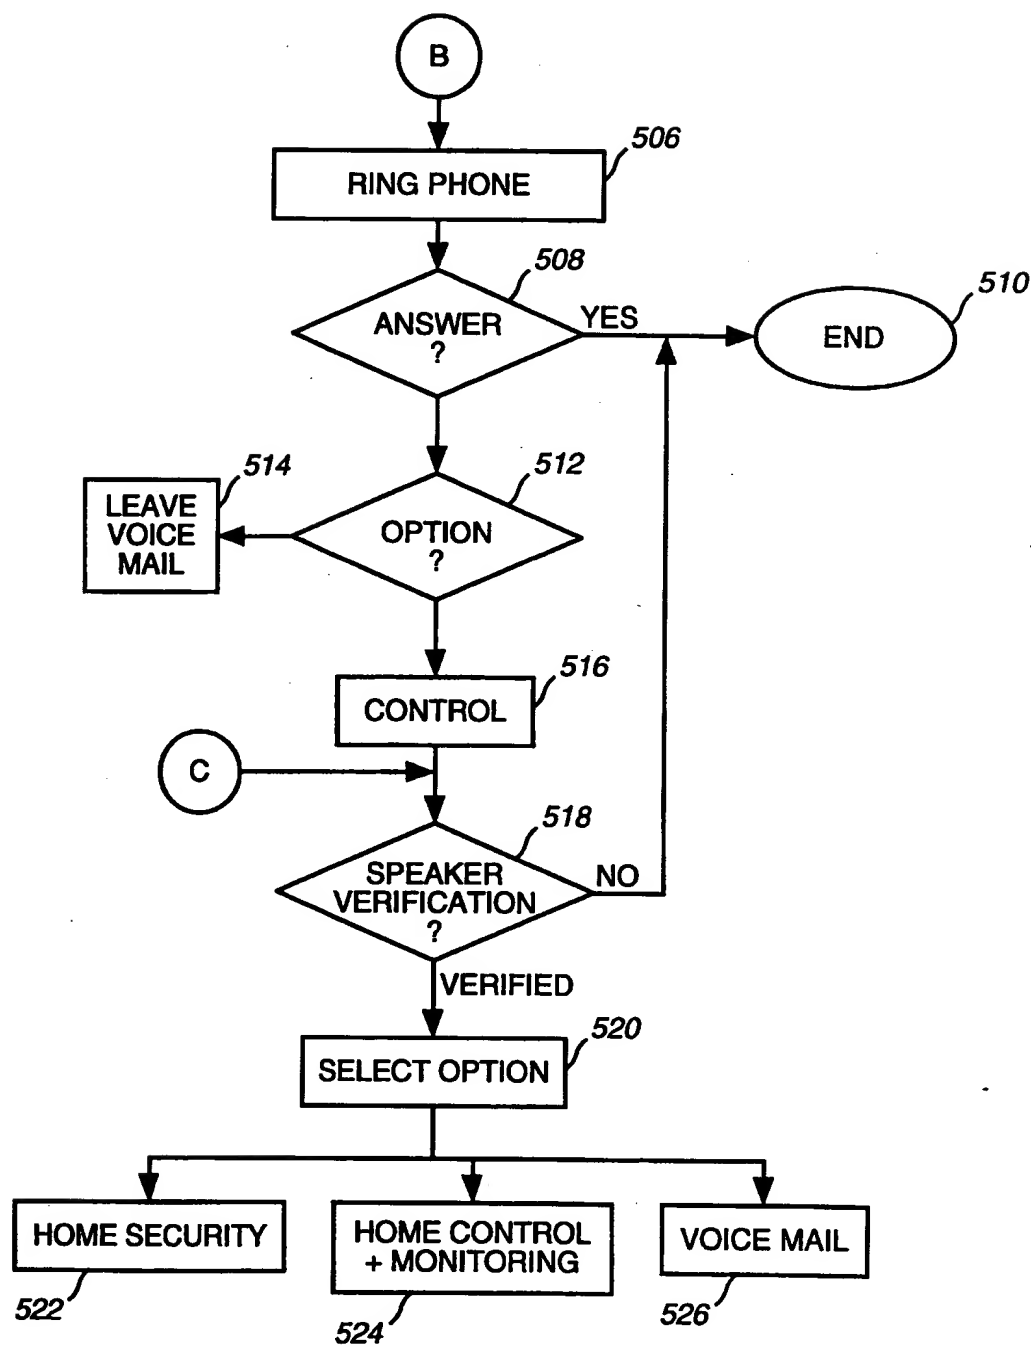 B
506
RING PHONE
508
510
ANSWER
?
YES
END
512
514
LEAVE
VOICE
MAIL
OPTION
?
516
CONTROL
C
518
SPEAKER
VERIFICATION
?
NO
VERIFIED
520
SELECT OPTION
HOME SECURITY
HOME CONTROL
+ MONITORING
VOICE MAIL
522
524
526